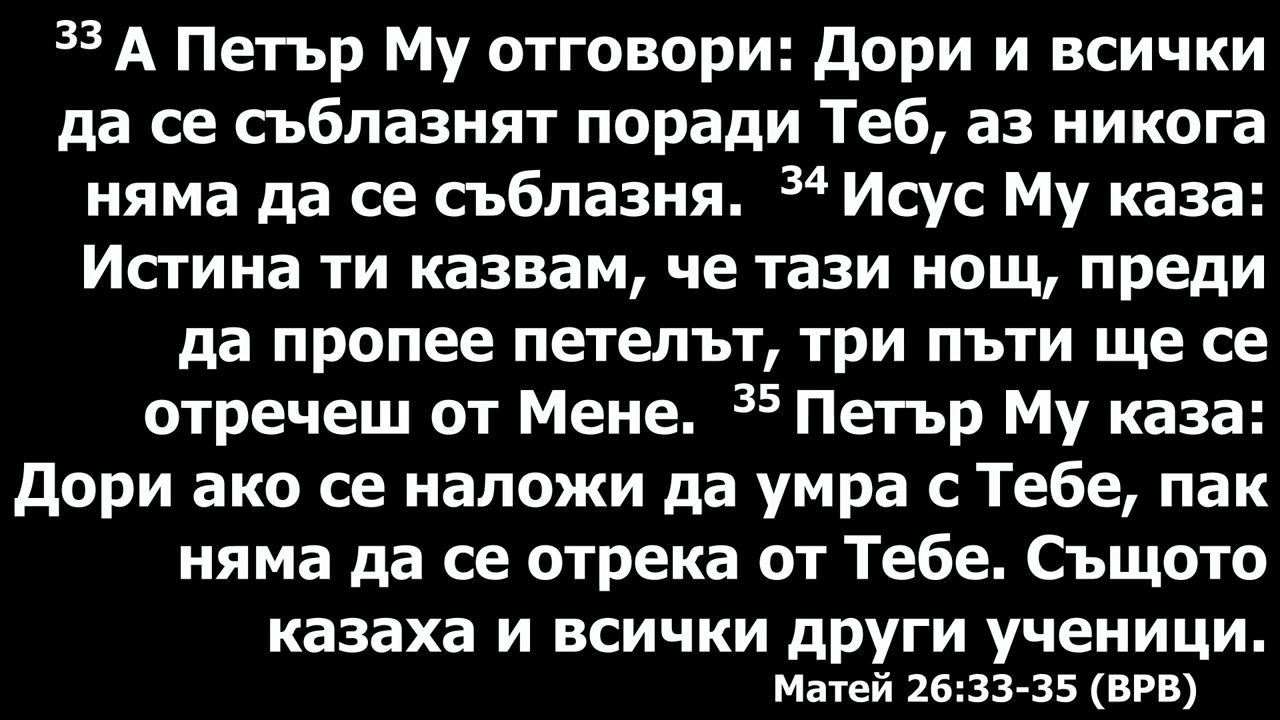 33 А Петър Му отговори: Дори и всички
да се съблазнят поради Теб, аз никога
няма да се съблазня. 34 Исус Му каза:
Истина ти казвам, че тази нощ, преди
да пропее петелът, три пъти ще се
отречеш от Мене. 35 Петър Му каза:
Дори ако се наложи да умра с Тебе, пак
няма да се отрека от Тебе. Същото
казаха и всички други ученици.
Матей 26:33-35 (ВРВ)